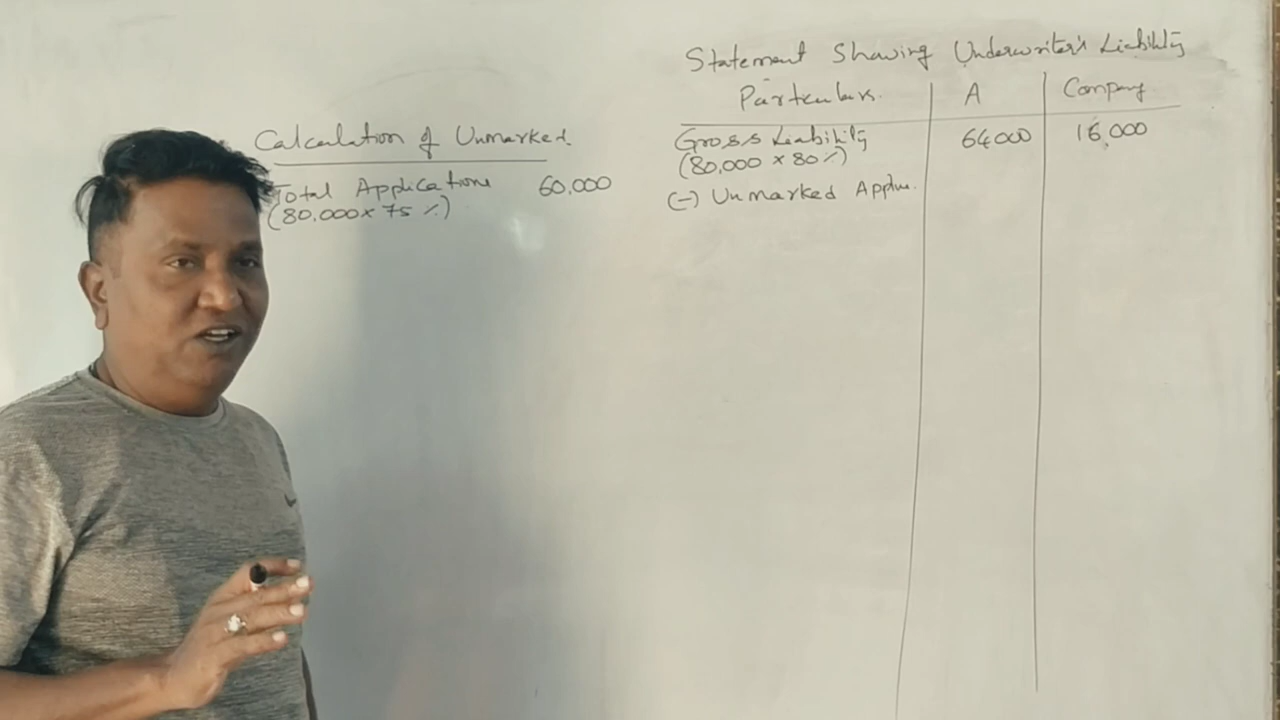 Calculation of Unmarked
Total Applications 60,000
(80,000 x 75%)
Statement Showing Underwriter's Liability
Particulars. A Company
Gross Liability 64000 16,000
(80,000 x 80%)
(-) Unmarked Applns.